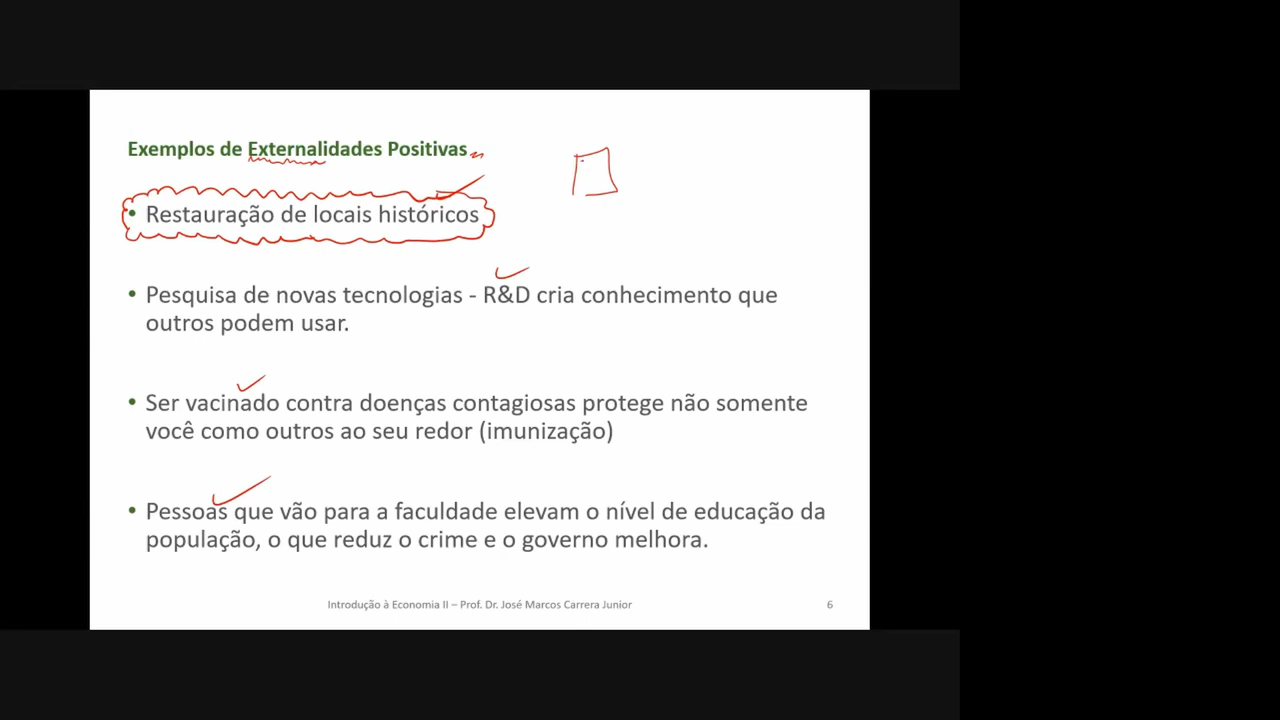 Exemplos de Externalidades Positivas
• Restauração de locais históricos
• Pesquisa de novas tecnologias - R&D cria conhecimento que
outros podem usar.
• Ser vacinado contra doenças contagiosas protege não somente
você como outros ao seu redor (imunização)
• Pessoas que vão para a faculdade elevam o nível de educação da
população, o que reduz o crime e o governo melhora.
Introdução à Economia II – Prof. Dr. José Marcos Carrera Junior
6